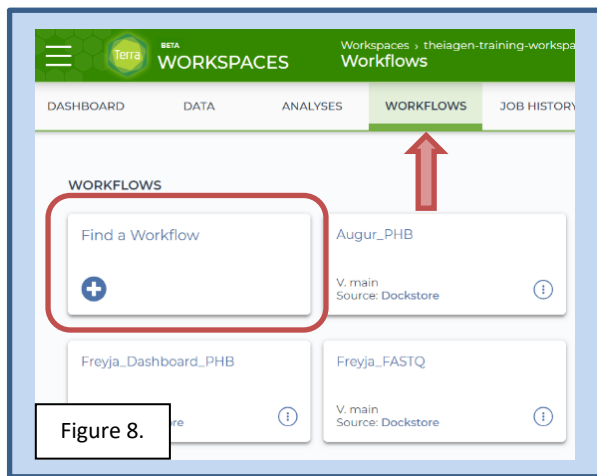 Terra
BETA
WORKSPACES
Workspaces › theiagen-training-workspa
Workflows
DASHBOARD DATA ANALYSES WORKFLOWS JOB HISTORY
WORKFLOWS
Find a Workflow
Augur_PHB
V. main
Source: Dockstore
Freyja_Dashboard_PHB
Freyja_FASTQ
re
V. main
Source: Dockstore
Figure 8.